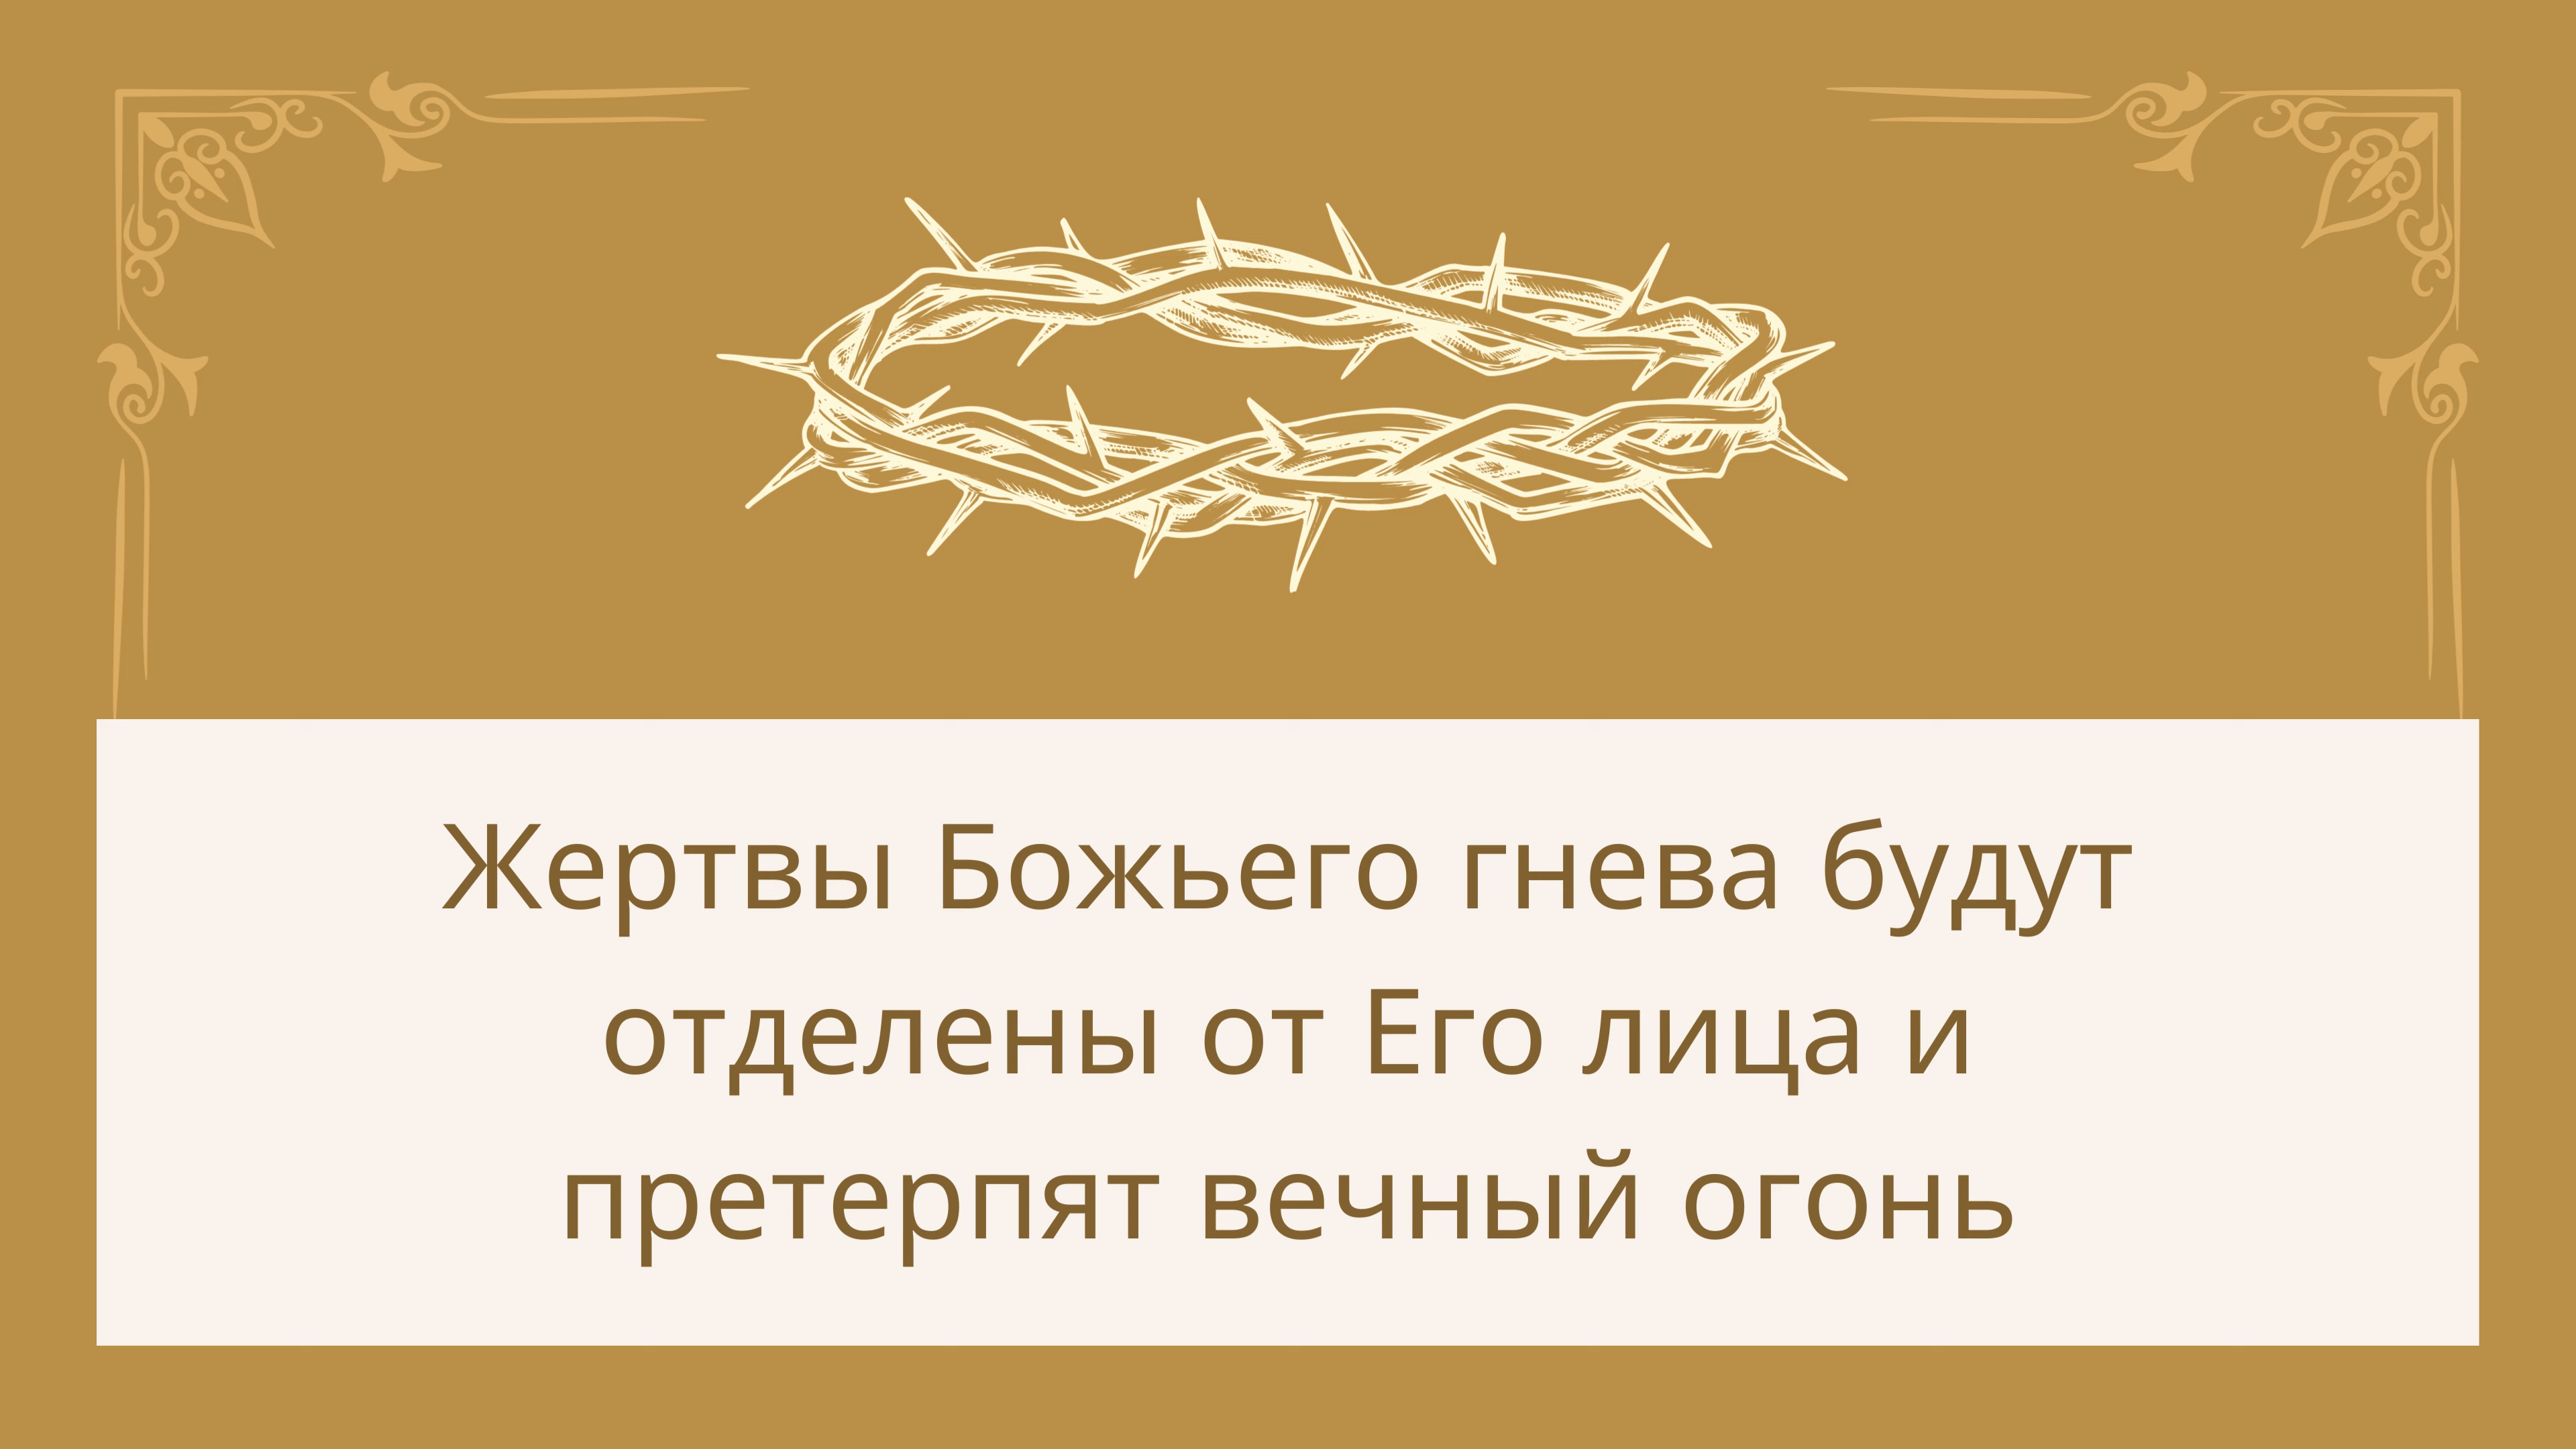 Жертвы Божьего гнева будут
отделены от Его лица и
претерпят вечный огонь